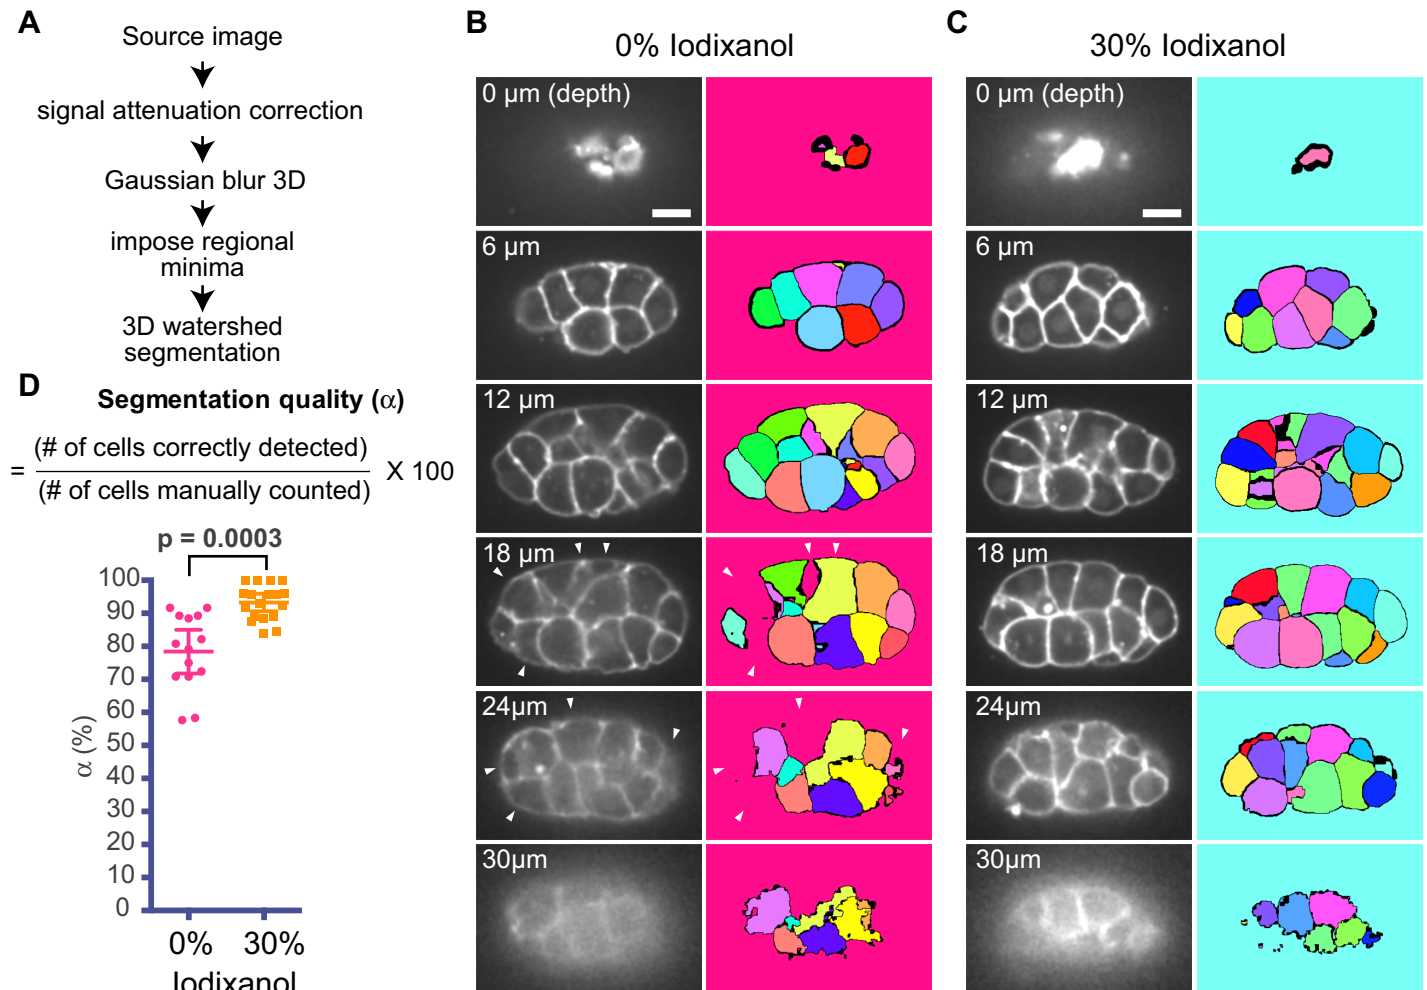 A
Source image
signal attenuation correction
Gaussian blur 3D
impose regional
minima
3D watershed
segmentation
B
0% Iodixanol
0 µm (depth)
6 µm
12 µm
18 µm
24µm
30µm
C
30% Iodixanol
0 µm (depth)
6 µm
12 µm
18 µm
24µm
30µm
D
Segmentation quality (α)
= (# of cells correctly detected)
(# of cells manually counted)
X 100
p = 0.0003
α (%)
100
90
80
70
60
50
40
30
20
10
0
0% 30%
Iodixanol